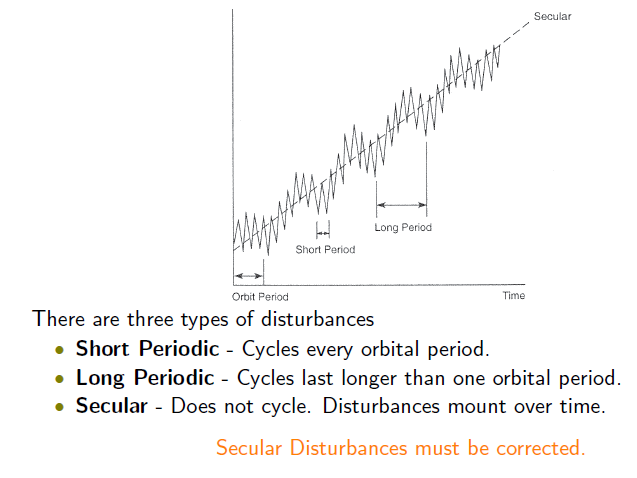 Secular
Short Period
Long Period
Orbit Period
Time
There are three types of disturbances
• Short Periodic - Cycles every orbital period.
• Long Periodic - Cycles last longer than one orbital period.
• Secular - Does not cycle. Disturbances mount over time.
Secular Disturbances must be corrected.